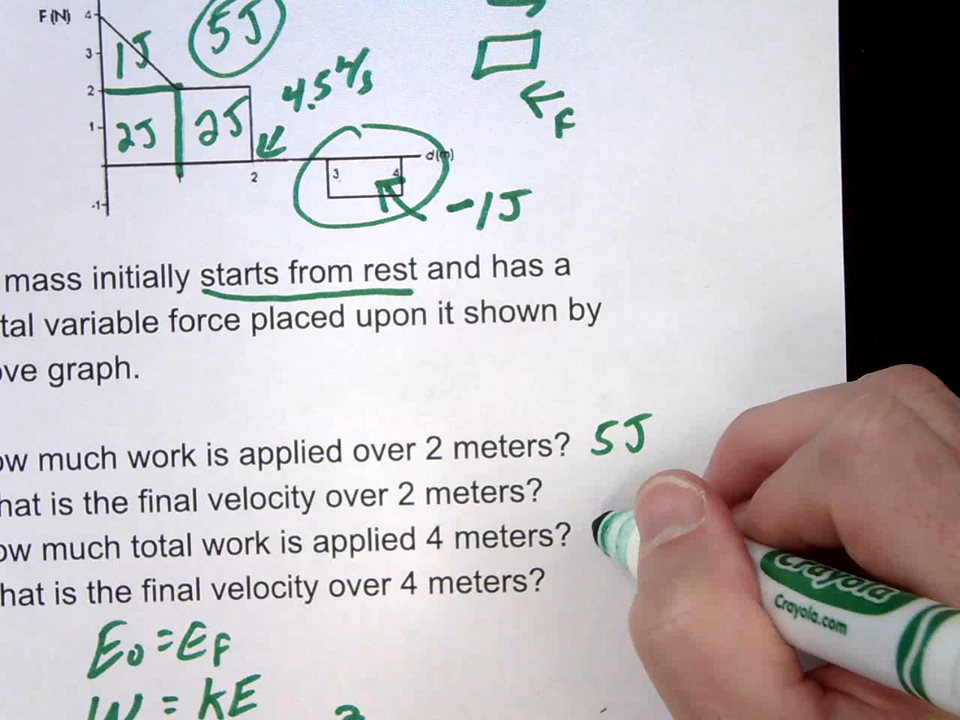 F (N) 4
3
2
1
-1
1J 5J
2J 2J
4.5 m/s
2 3 4 d(m)
-1J
F
mass initially starts from rest and has a
tal variable force placed upon it shown by
ove graph.
ow much work is applied over 2 meters? 5J
hat is the final velocity over 2 meters?
ow much total work is applied 4 meters?
hat is the final velocity over 4 meters?
E0 = EF
W = KE
2
Crayola
Crayola.com